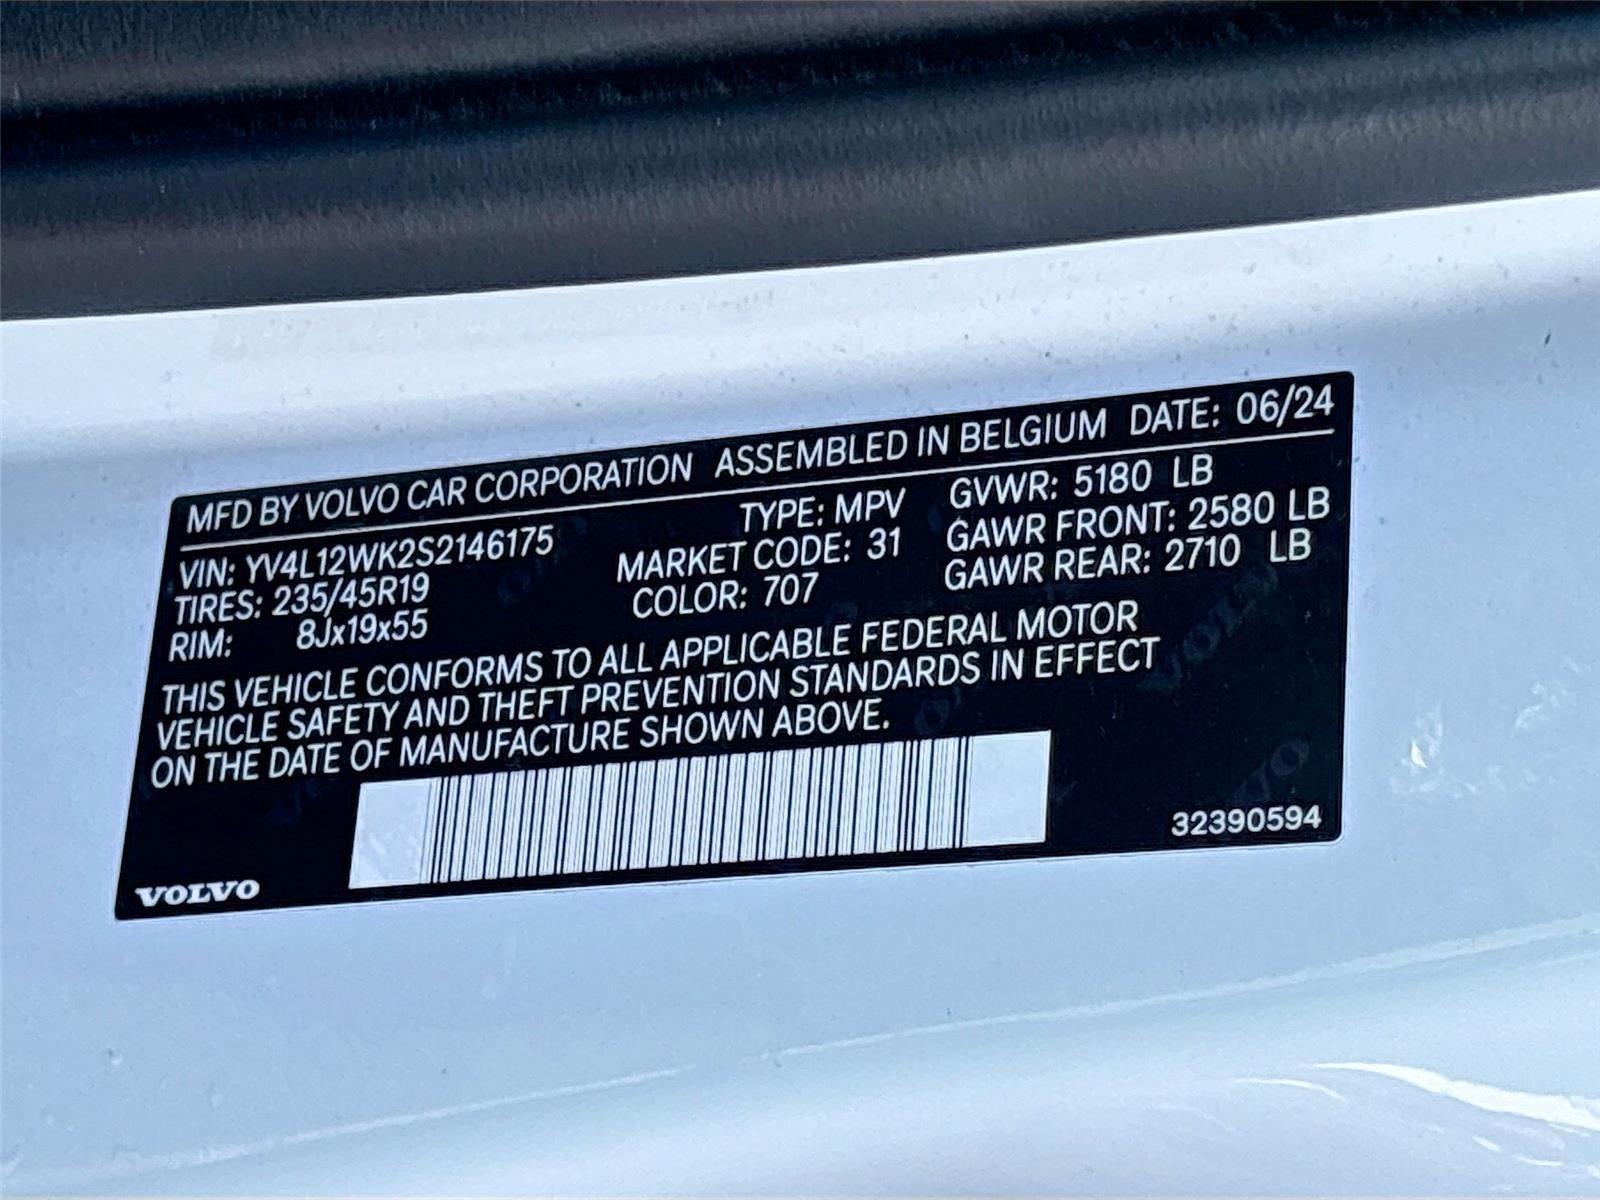 MFD BY VOLVO CAR CORPORATION ASSEMBLED IN BELGIUM DATE: 06/24
VIN: YV4L12WK2S2146175 TYPE: MPV GVWR: 5180 LB
TIRES: 235/45R19 MARKET CODE: 31 GAWR FRONT: 2580 LB
RIM: 8Jx19x55 COLOR: 707 GAWR REAR: 2710 LB
THIS VEHICLE CONFORMS TO ALL APPLICABLE FEDERAL MOTOR
VEHICLE SAFETY AND THEFT PREVENTION STANDARDS IN EFFECT
ON THE DATE OF MANUFACTURE SHOWN ABOVE.
32390594
VOLVO